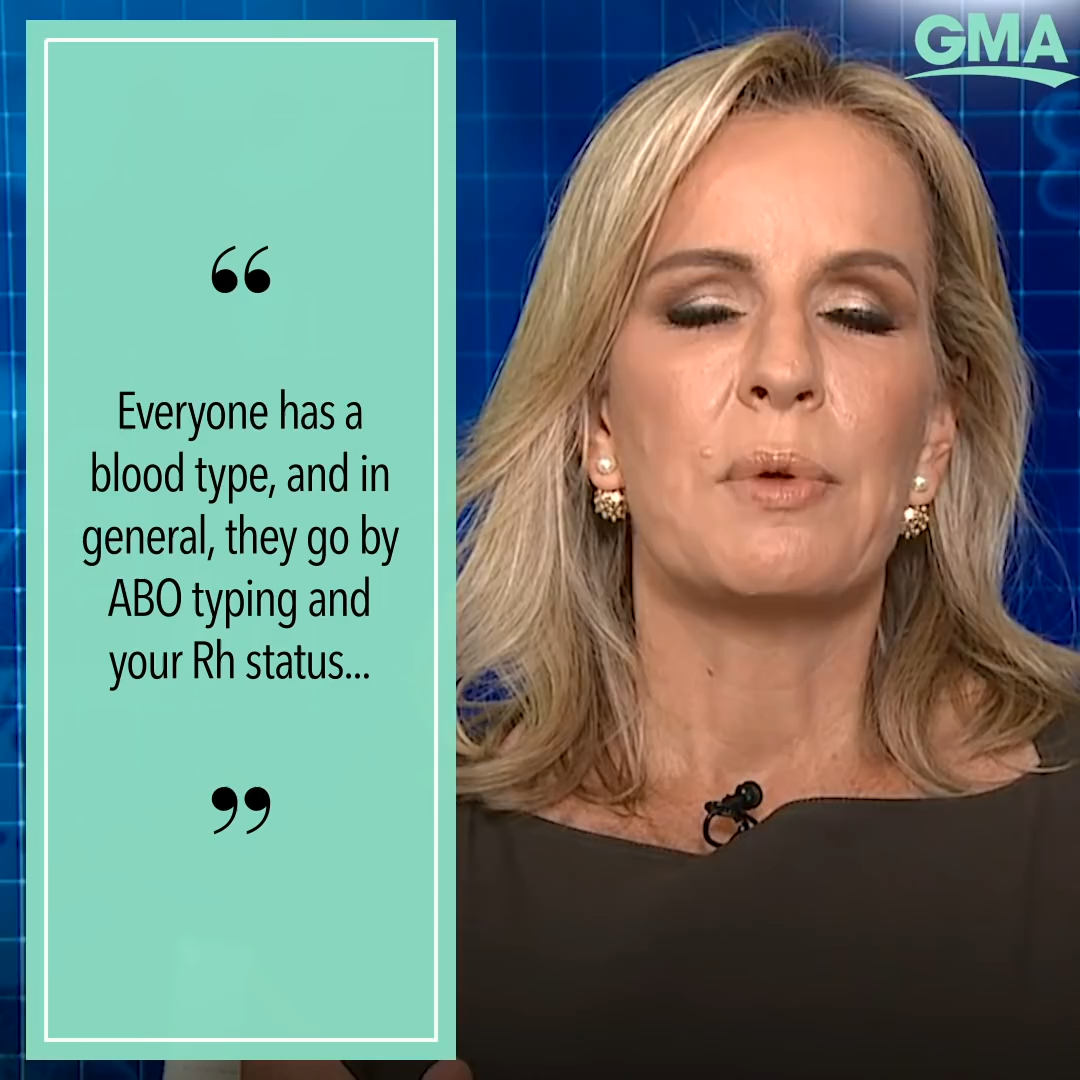 GMA
“
Everyone has a
blood type, and in
general, they go by
ABO typing and
your Rh status...
”